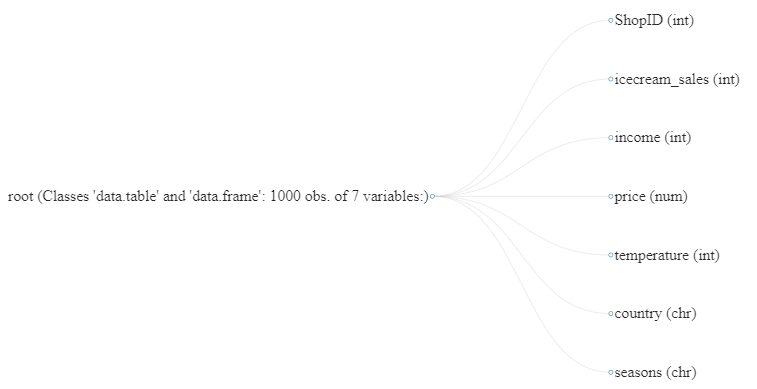 ShopID (int)
icecream_sales (int)
income (int)
root (Classes 'data.table' and 'data.frame': 1000 obs. of 7 variables:)
price (num)
temperature (int)
country (chr)
seasons (chr)